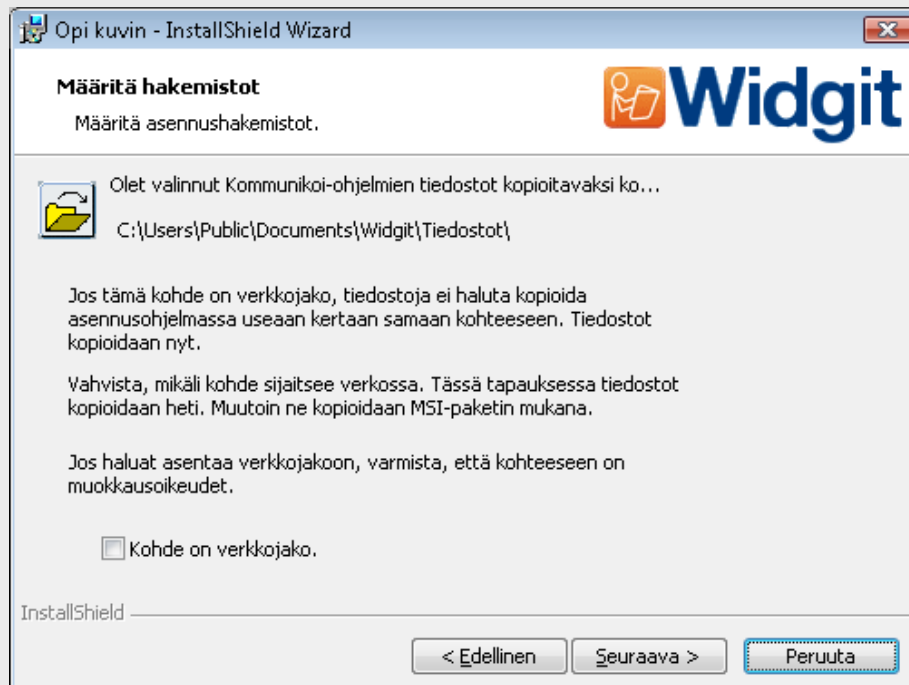 Opi kuvin - InstallShield Wizard
Määritä hakemistot
Widgit
Määritä asennushakemistot.
Olet valinnut Kommunikoi-ohjelmien tiedostot kopioitavaksi ko...
C:\Users\Public\Documents\Widgit\Tiedostot\
Jos tämä kohde on verkkojako, tiedostoja ei haluta kopioida
asennusohjelmassa useaan kertaan samaan kohteeseen. Tiedostot
kopioidaan nyt.
Vahvista, mikäli kohde sijaitsee verkossa. Tässä tapauksessa tiedostot
kopioidaan heti. Muutoin ne kopioidaan MSI-paketin mukana.
Jos haluat asentaa verkkojakoon, varmista, että kohteeseen on
muokkausoikeudet.
Kohde on verkkojako.
InstallShield
< Edellinen
Seuraava >
Peruuta